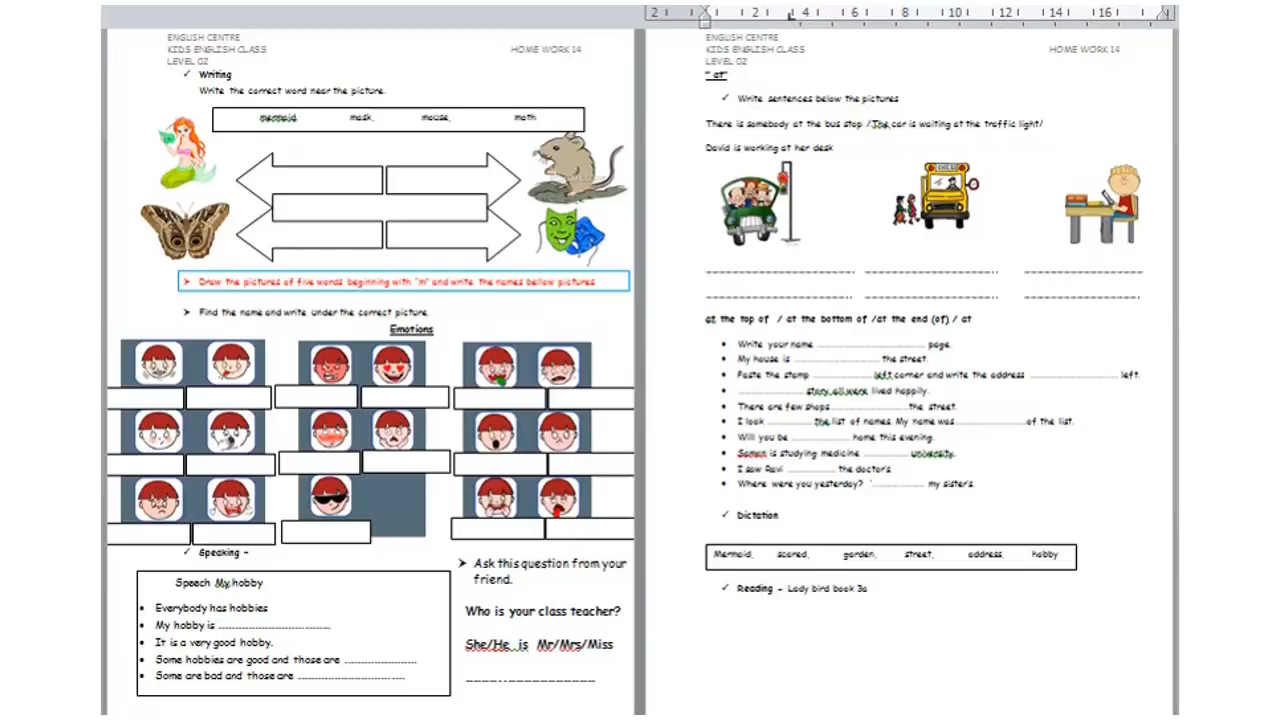 2 1 2 4 6 8 10 12 14 16
ENGLISH CENTRE
KIDS ENGLISH CLASS HOME WORK 14
LEVEL 02
✓ Writing
Write the correct word near the picture.
mermaid mask, mouse, moth
➤ Draw the pictures of five words beginning with "m" and write the names bellow pictures
➤ Find the name and write under the correct picture.
Emotions
✓ Speaking -
Speech My hobby
• Everybody has hobbies
• My hobby is ........................................
• It is a very good hobby.
• Some hobbies are good and those are ..........................
• Some are bad and those are .......................................
➤ Ask this question from your
friend.
Who is your class teacher?
She/He is Mr/Mrs/Miss
ENGLISH CENTRE
KIDS ENGLISH CLASS HOME WORK 14
LEVEL 02
" at"
✓ Write sentences below the pictures
There is somebody at the bus stop /The car is waiting at the traffic light/
David is working at her desk
at the top of / at the bottom of /at the end (of) / at
• Write your name ........................................ page.
• My house is ................................ the street.
• Paste the stamp ...................... left corner and write the address ................................ left.
• ........................ story all were lived happily.
• There are few shops............................the street.
• I look ................ the list of names. My name was..........................of the list.
• Will you be ..................... home this evening.
• Saman is studying medicine ................ university.
• I saw Ravi ................ the doctor's.
• Where were you yesterday? '................... my sister's.
✓ Dictation
Mermaid, scared, garden, street, address, hobby
✓ Reading - Lady bird book 3a